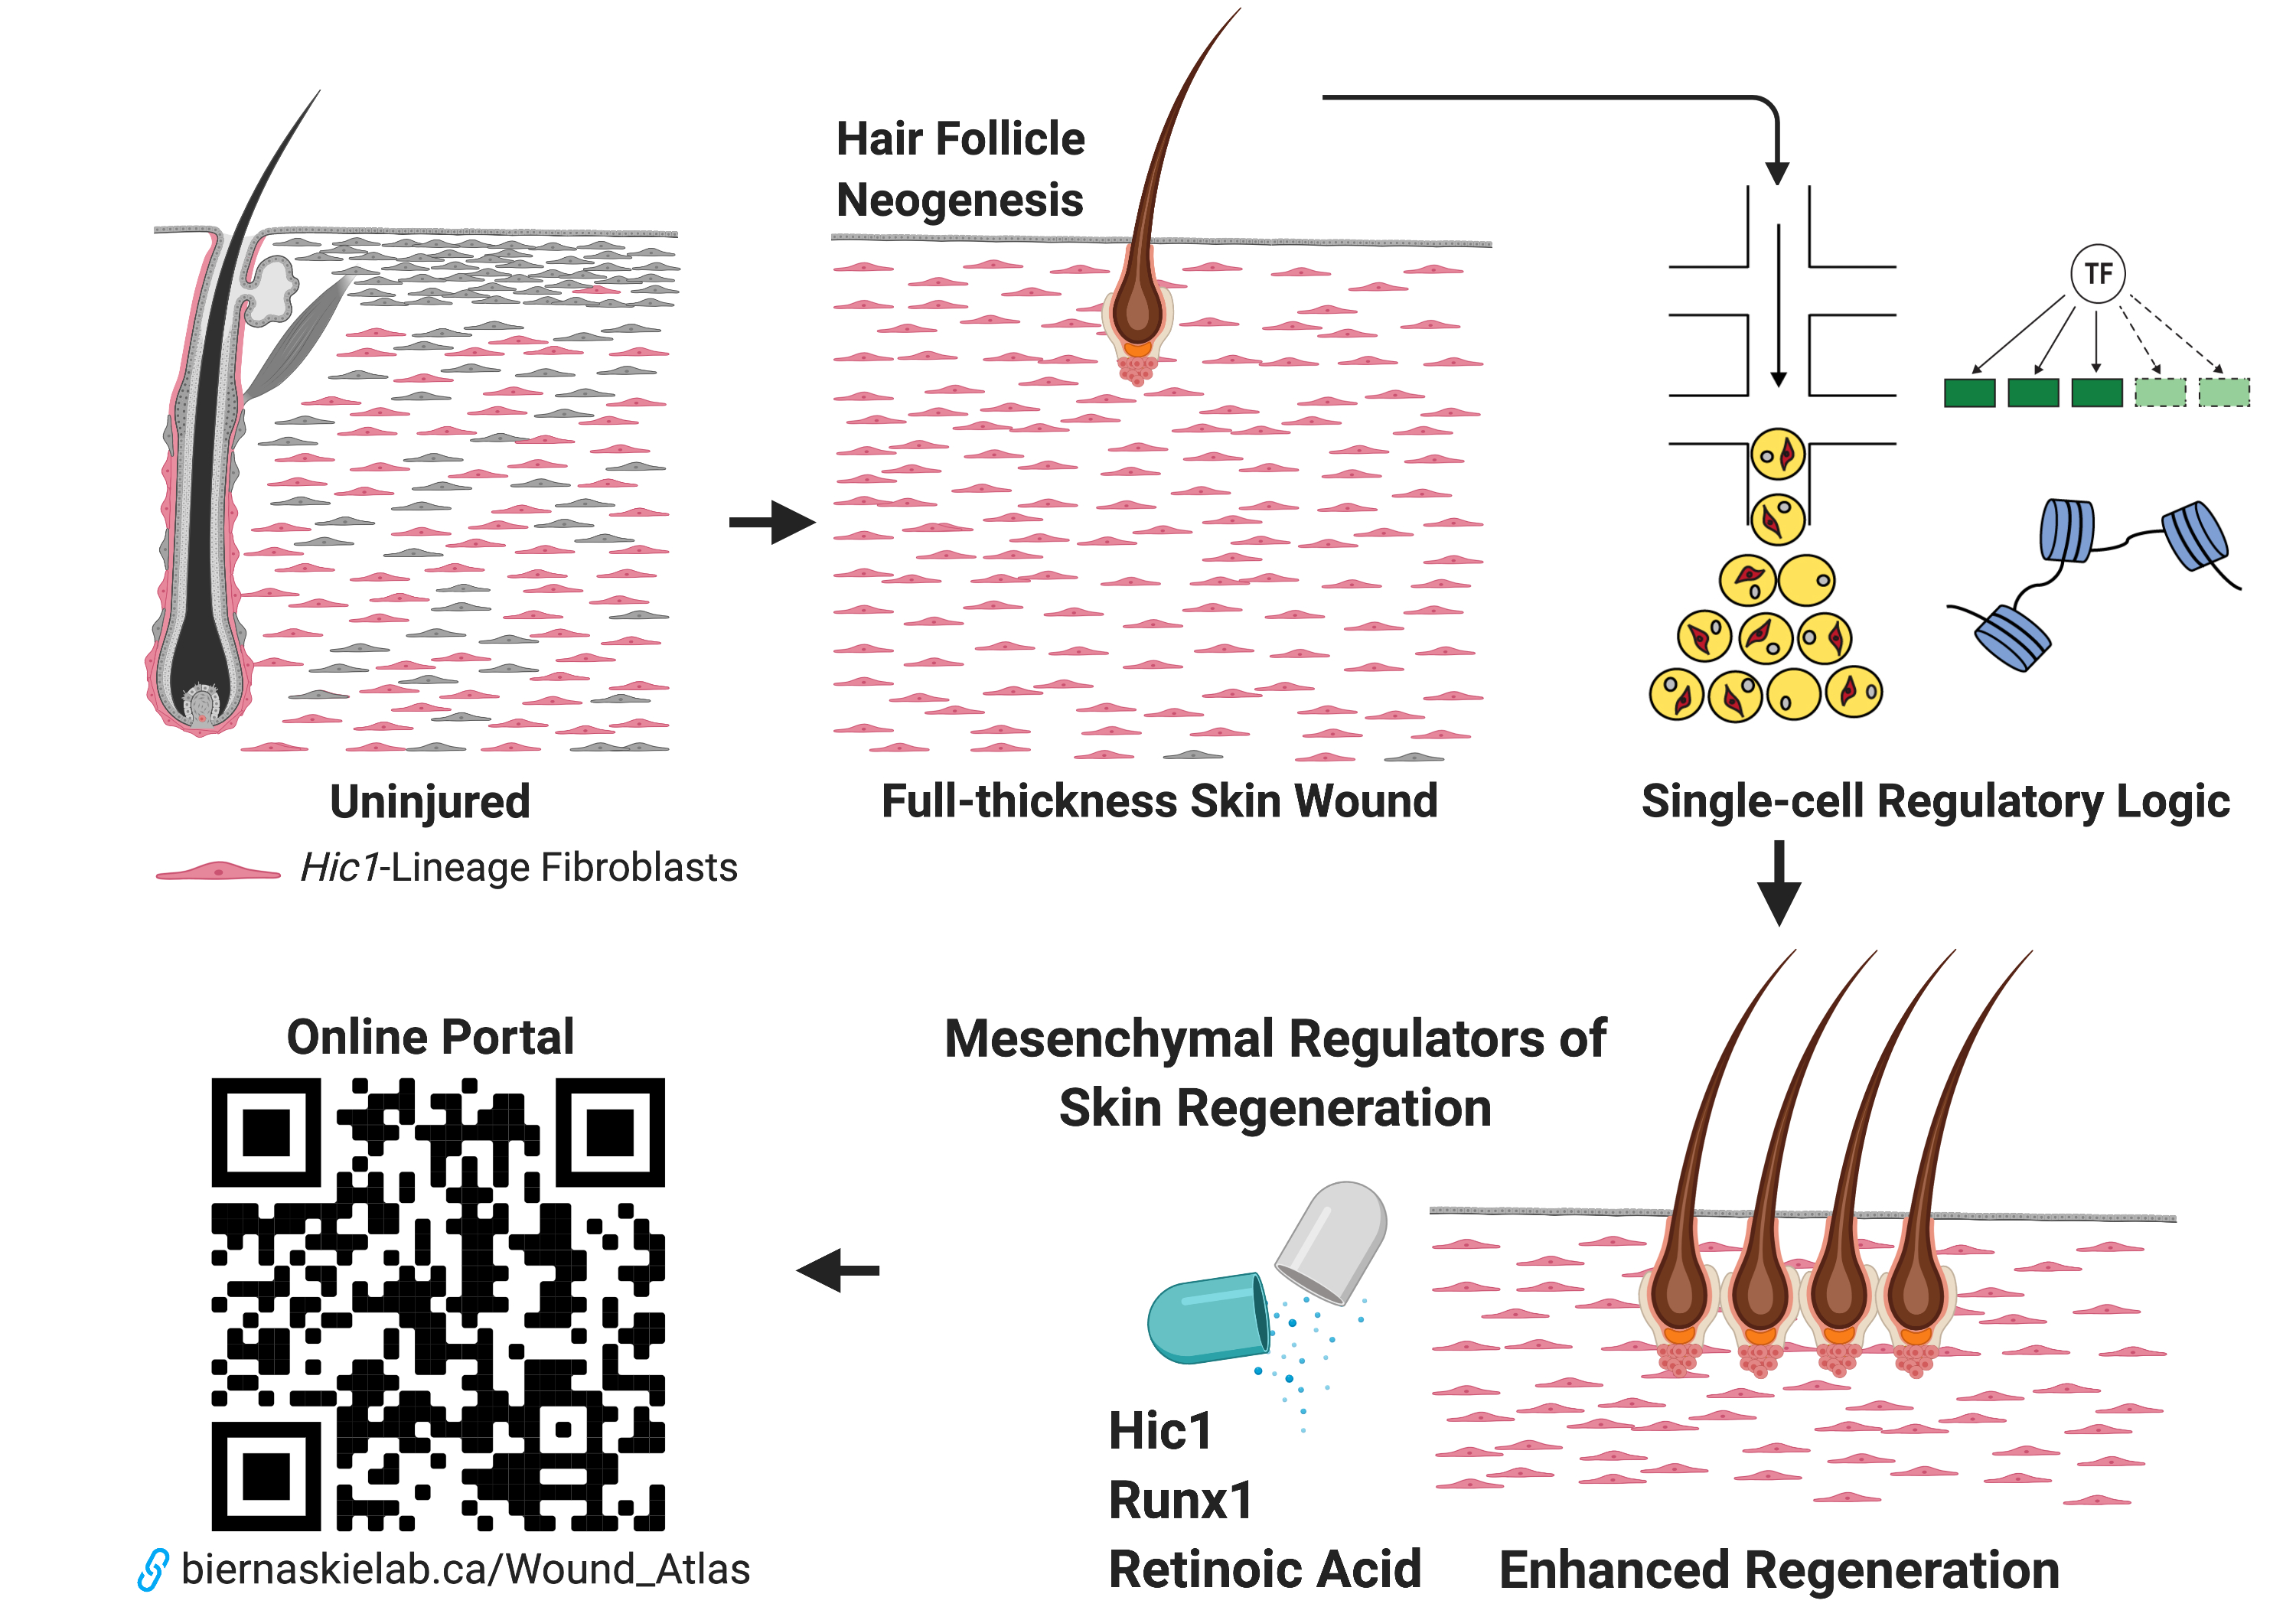 Hair Follicle
Neogenesis
TF
Uninjured
Full-thickness Skin Wound
Single-cell Regulatory Logic
Hic1-Lineage Fibroblasts
Online Portal
Mesenchymal Regulators of
Skin Regeneration
Hic1
Runx1
Retinoic Acid
Enhanced Regeneration
biernaskielab.ca/Wound_Atlas